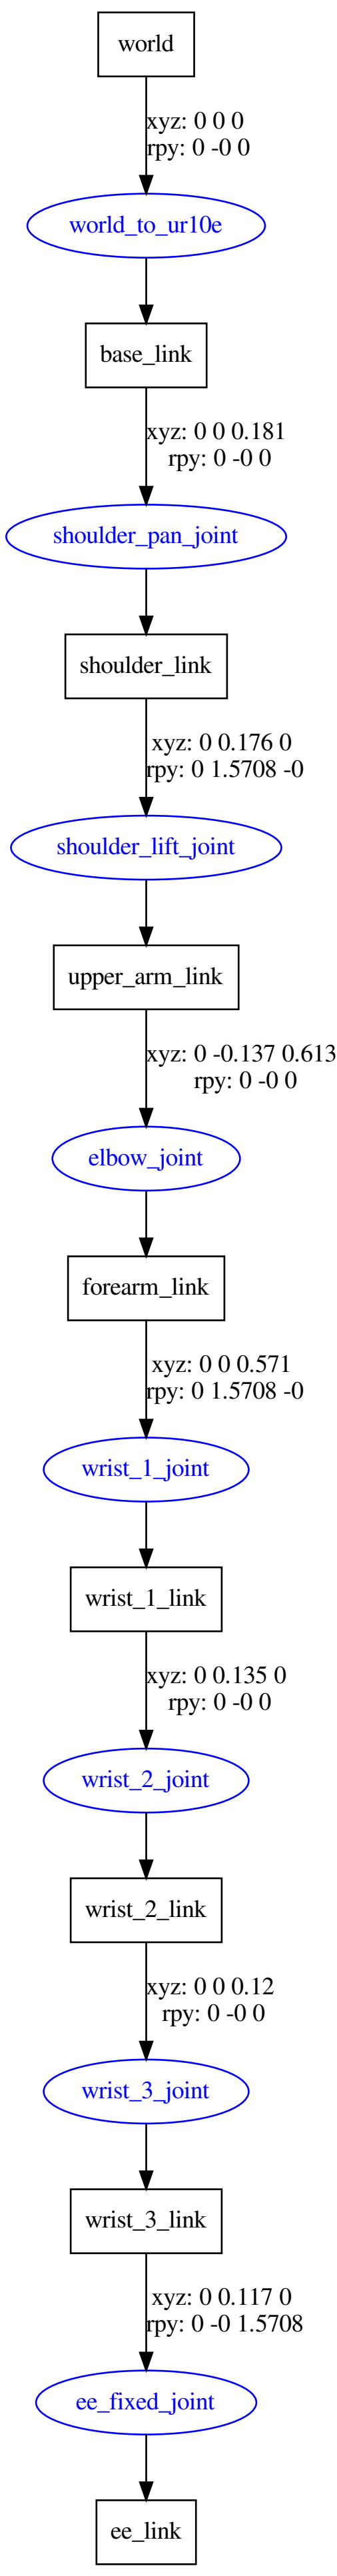 world
xyz: 0 0 0
rpy: 0 -0 0
world_to_ur10e
base_link
xyz: 0 0 0.181
rpy: 0 -0 0
shoulder_pan_joint
shoulder_link
xyz: 0 0.176 0
rpy: 0 1.5708 -0
shoulder_lift_joint
upper_arm_link
xyz: 0 -0.137 0.613
rpy: 0 -0 0
elbow_joint
forearm_link
xyz: 0 0 0.571
rpy: 0 1.5708 -0
wrist_1_joint
wrist_1_link
xyz: 0 0.135 0
rpy: 0 -0 0
wrist_2_joint
wrist_2_link
xyz: 0 0 0.12
rpy: 0 -0 0
wrist_3_joint
wrist_3_link
xyz: 0 0.117 0
rpy: 0 -0 1.5708
ee_fixed_joint
ee_link